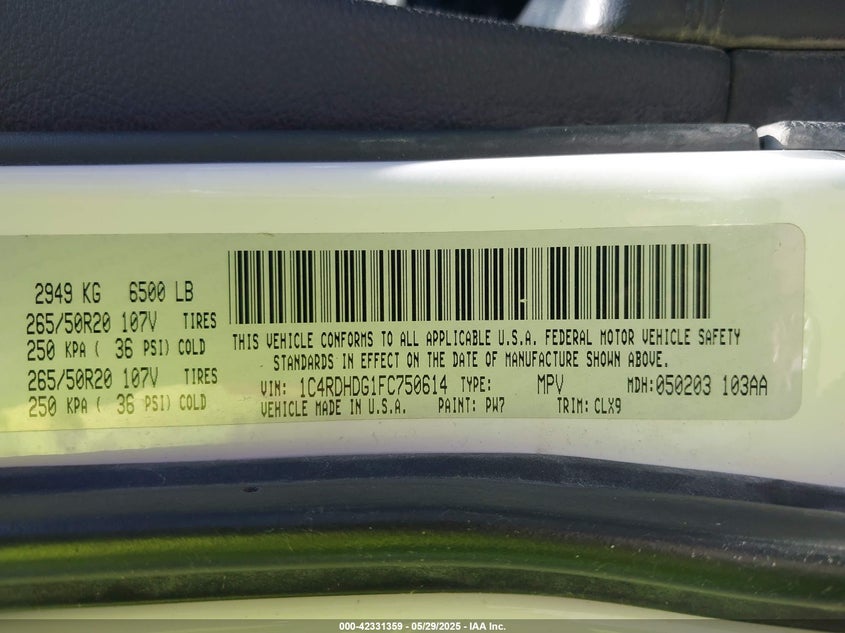 2949 KG 6500 LB
265/50R20 107V TIRES
250 KPA ( 36 PSI) COLD
265/50R20 107V TIRES
250 KPA ( 36 PSI) COLD
THIS VEHICLE CONFORMS TO ALL APPLICABLE U.S.A. FEDERAL MOTOR VEHICLE SAFETY
STANDARDS IN EFFECT ON THE DATE OF MANUFACTURE SHOWN ABOVE.
VIN: 1C4RDHDG1FC750614 TYPE: MPV MDH:050203 103AA
VEHICLE MADE IN U.S.A. PAINT: PW7 TRIM: CLX9
000-42331359 - 05/29/2025 - IAA Inc.